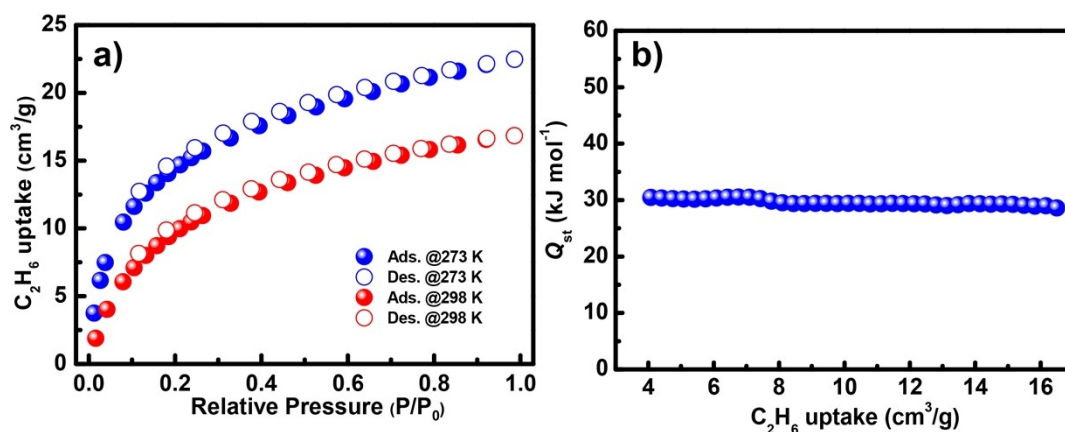 a)
25
20
15
10
5
0
C₂H₆ uptake (cm³/g)
Ads. @273 K
Des. @273 K
Ads. @298 K
Des. @298 K
0.0 0.2 0.4 0.6 0.8 1.0
Relative Pressure (P/P₀)
b)
60
50
40
30
20
10
0
Qst (kJ mol⁻¹)
4 6 8 10 12 14 16
C₂H₆ uptake (cm³/g)